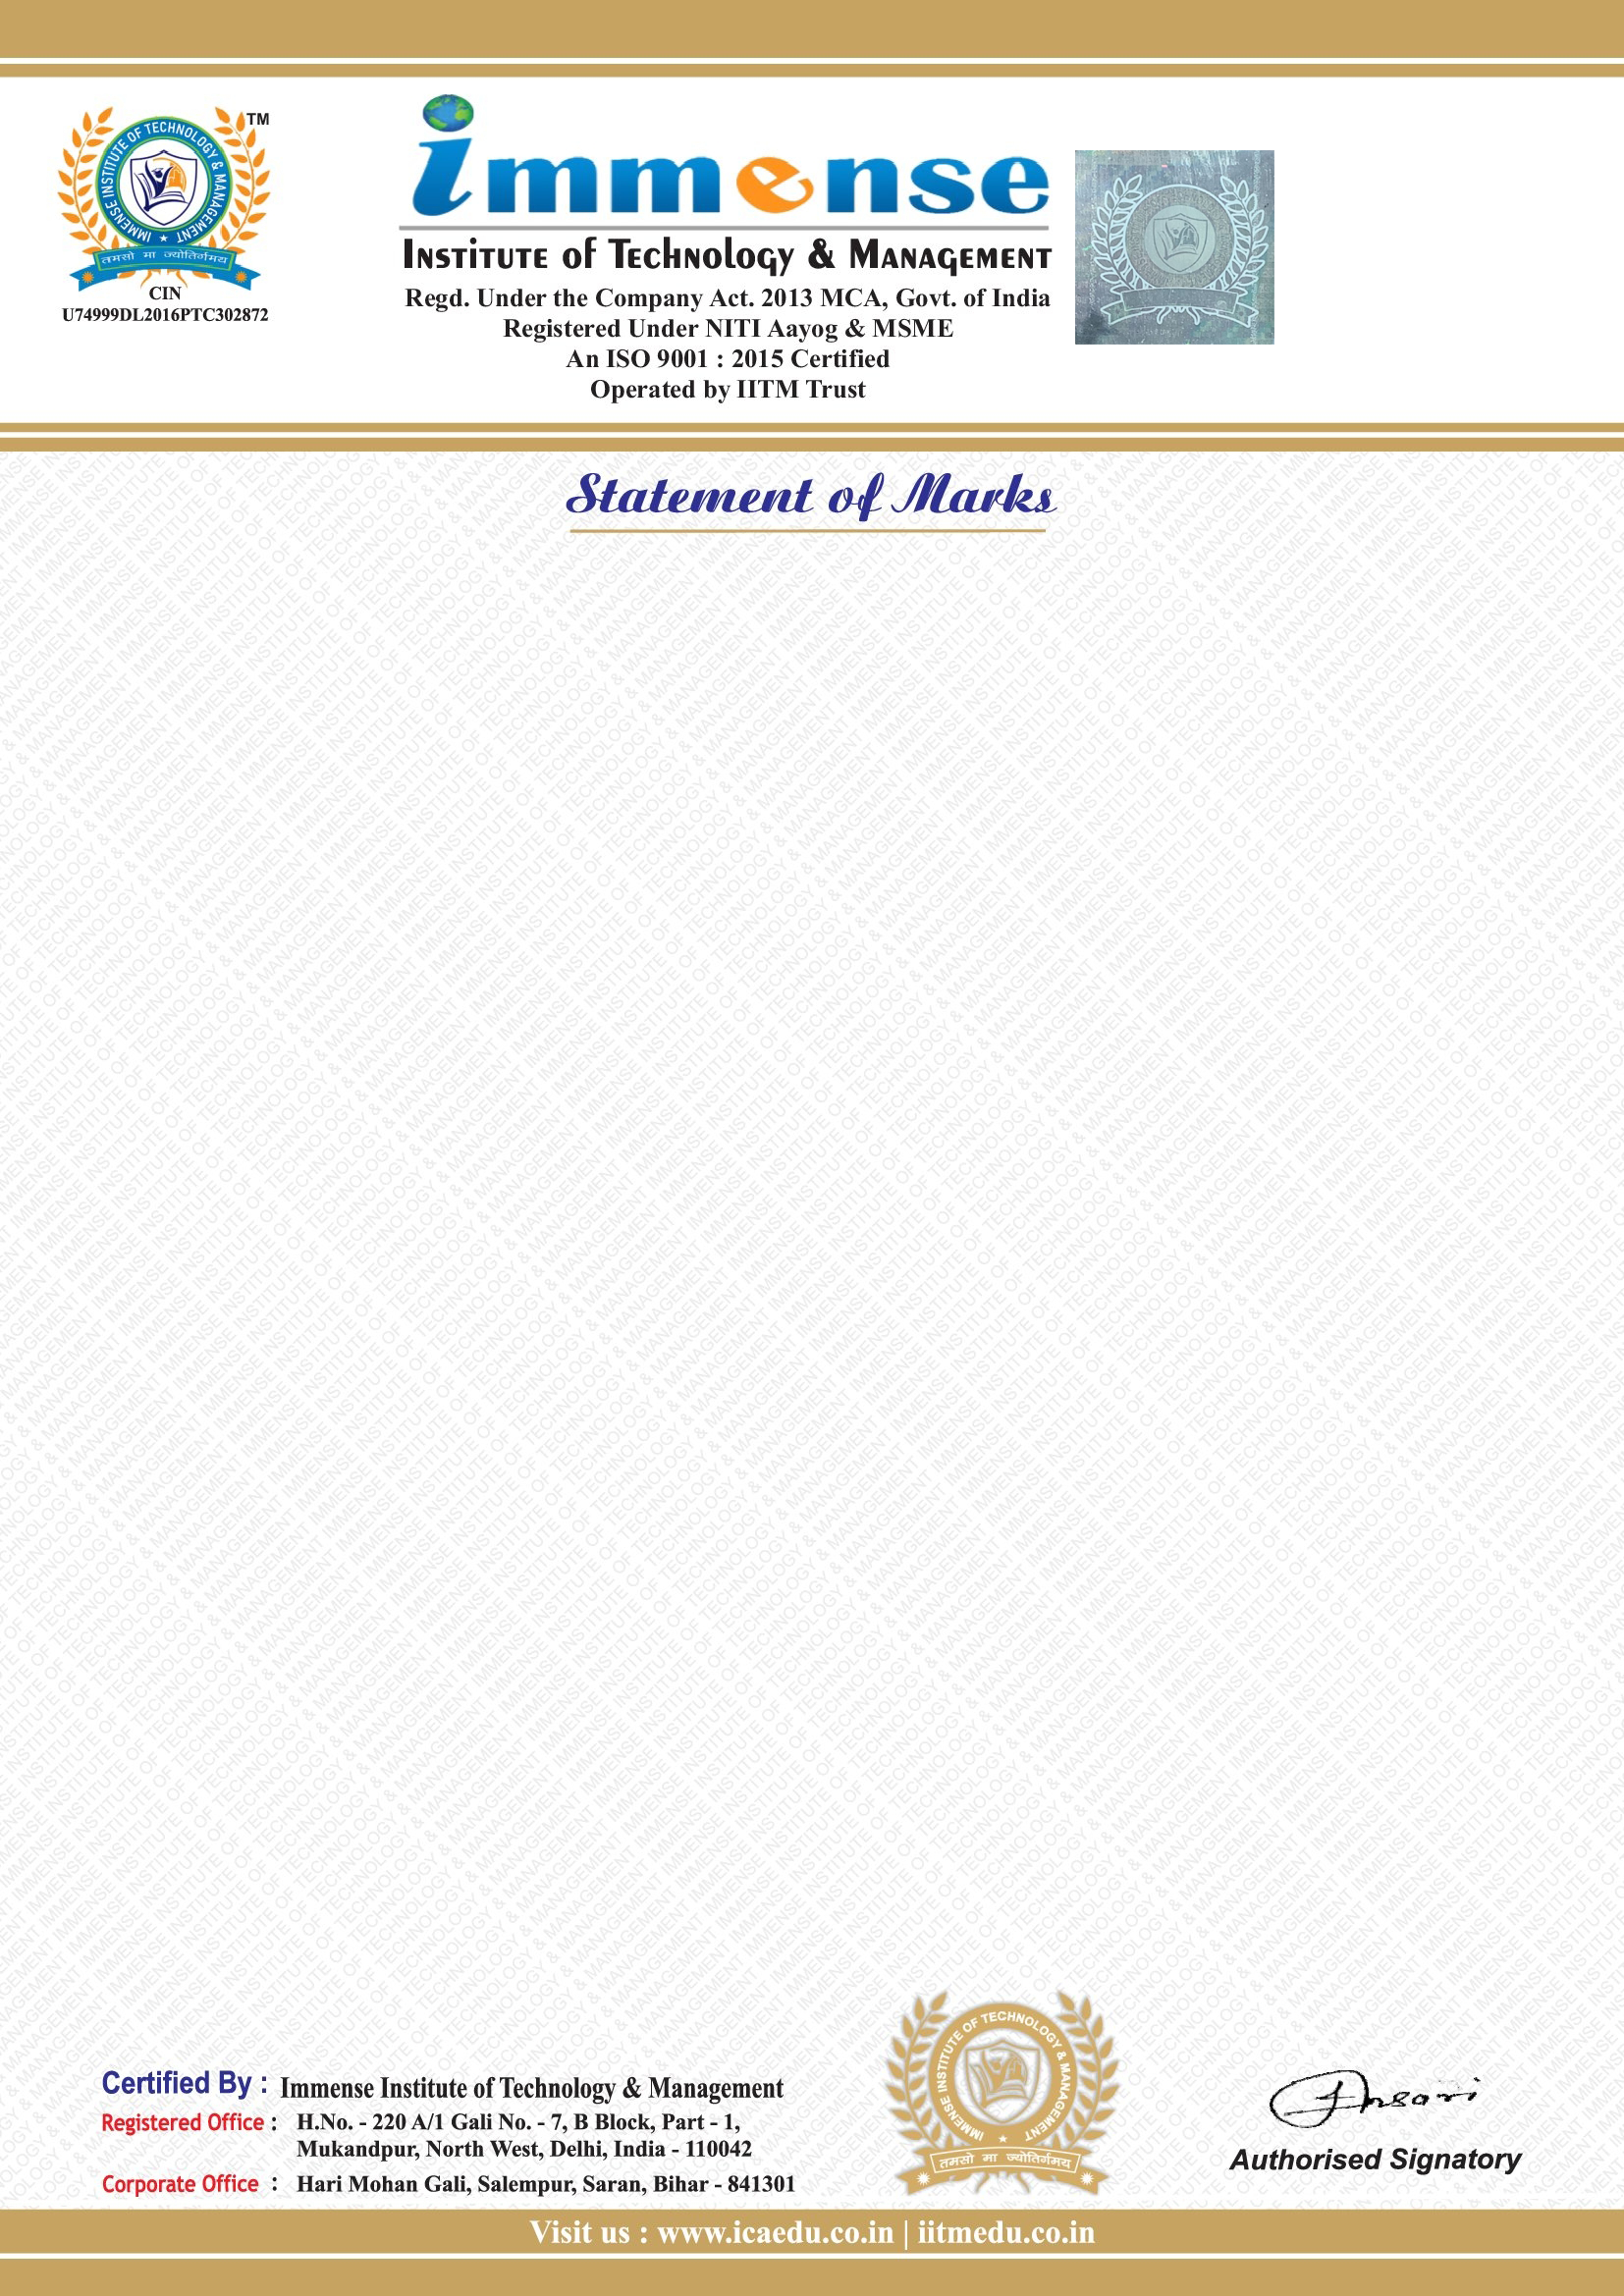 TM
IMMENSE INSTITUTE OF TECHNOLOGY & MANAGEMENT
तमसो मा ज्योतिर्गमय
CIN
U74999DL2016PTC302872
immense
INSTITUTE of TECHNOLOGY & MANAGEMENT
Regd. Under the Company Act. 2013 MCA, Govt. of India
Registered Under NITI Aayog & MSME
An ISO 9001 : 2015 Certified
Operated by IITM Trust
Statement of Marks
IMMENSE INSTITUTE OF TECHNOLOGY & MANAGEMENT
तमसो मा ज्योतिर्गमय
Certified By : Immense Institute of Technology & Management
Registered Office : H.No. - 220 A/1 Gali No. - 7, B Block, Part - 1,
Mukandpur, North West, Delhi, India - 110042
Corporate Office : Hari Mohan Gali, Salempur, Saran, Bihar - 841301
Ansari
Authorised Signatory
Visit us : www.icaedu.co.in | iitmedu.co.in